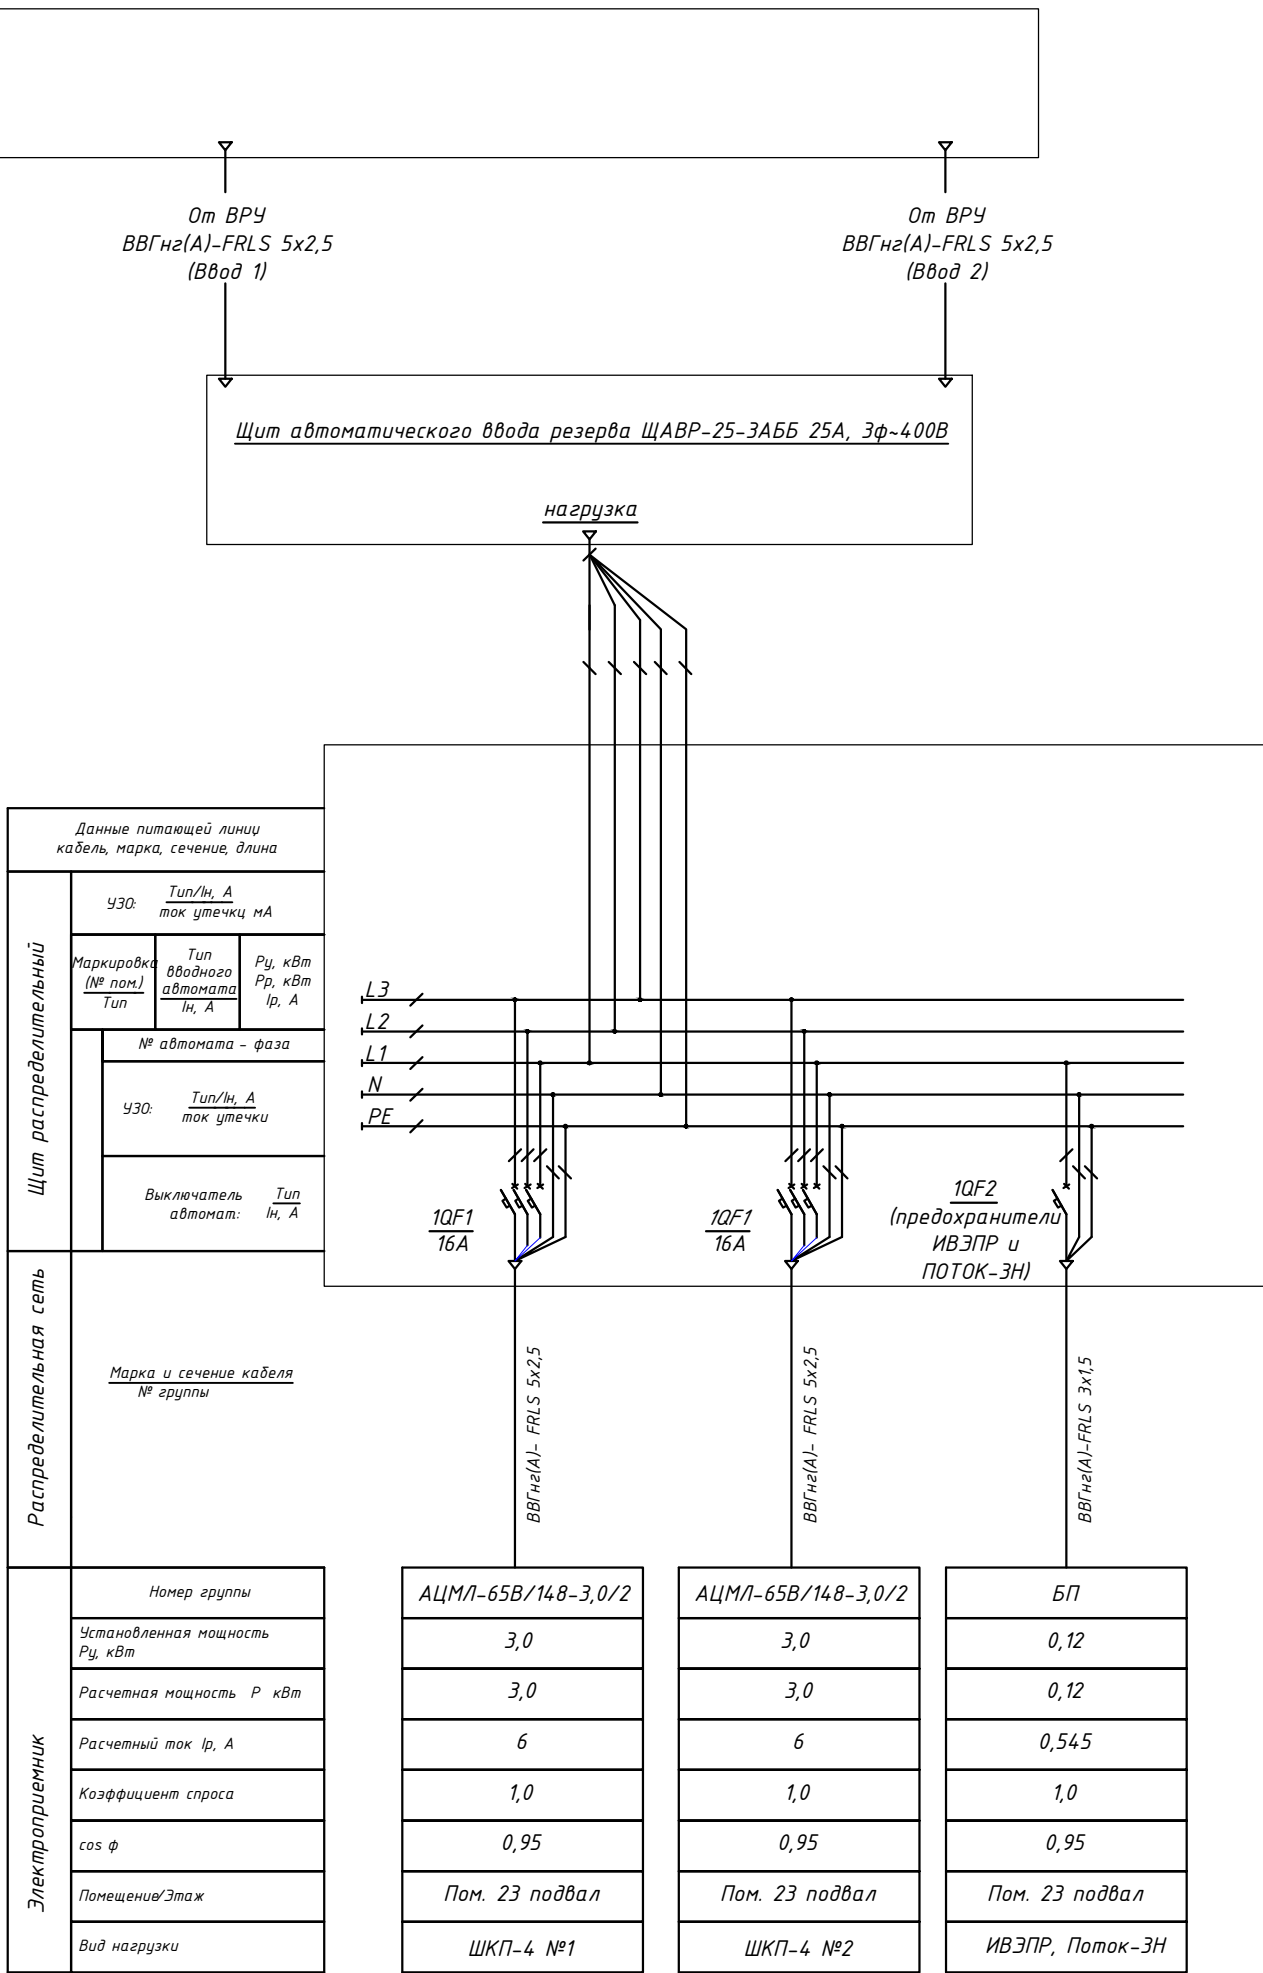 От ВРУ
ВВГнг(А)-FRLS 5х2,5
(Ввод 1)
От ВРУ
ВВГнг(А)-FRLS 5х2,5
(Ввод 2)
Щит автоматического ввода резерва ЩАВР-25-3АББ 25А, 3ф~400В
нагрузка
Данные питающей линии
кабель, марка, сечение, длина
Щит распределительный
УЗО:
Тип/Iн, А
ток утечки мА
Маркировка
(№ пом.)
Тип
Тип
вводного
автомата
Iн, А
Ру, кВт
Рр, кВт
Iр, А
№ автомата - фаза
УЗО:
Тип/Iн, А
ток утечки
Выключатель
автомат:
Тип
Iн, А
L3
L2
L1
N
PE
1QF1
16А
1QF1
16А
1QF2
(предохранители
ИВЭПР и
ПОТОК-3Н)
Распределительная сеть
Марка и сечение кабеля
№ группы
ВВГнг(А)- FRLS 5х2,5
ВВГнг(А)- FRLS 5х2,5
ВВГнг(А)-FRLS 3х1,5
Электроприемник
Номер группы
АЦМЛ-65В/148-3,0/2
АЦМЛ-65В/148-3,0/2
БП
Установленная мощность
Ру, кВт
3,0
3,0
0,12
Расчетная мощность Р кВт
3,0
3,0
0,12
Расчетный ток Iр, А
6
6
0,545
Коэффициент спроса
1,0
1,0
1,0
cos φ
0,95
0,95
0,95
Помещение/Этаж
Пом. 23 подвал
Пом. 23 подвал
Пом. 23 подвал
Вид нагрузки
ШКП-4 №1
ШКП-4 №2
ИВЭПР, Поток-3Н